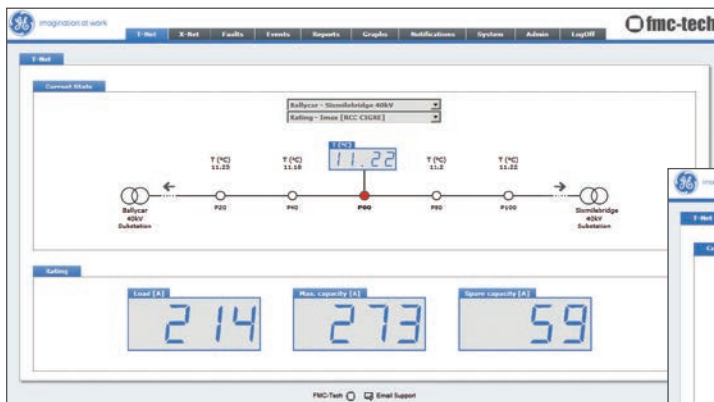 imagination at work
fmc-tech
T-Net X-Net Faults Events Reports Graphs Notifications System Admin LogOff
T-Net
Current State
Ballycar - Sixmilebridge 40kV
Rating - Imax [RCC CIGRE]
T (°C)
11.22
T (°C) T (°C) T (°C) T (°C)
11.25 11.18 11.2 11.22
P20 P40 P60 P80 P100
Ballycar Sixmilebridge
40kV 40kV
Substation Substation
Rating
Load [A] Max. capacity [A] Spare capacity [A]
214 273 59
FMC-Tech Email Support
T-Net